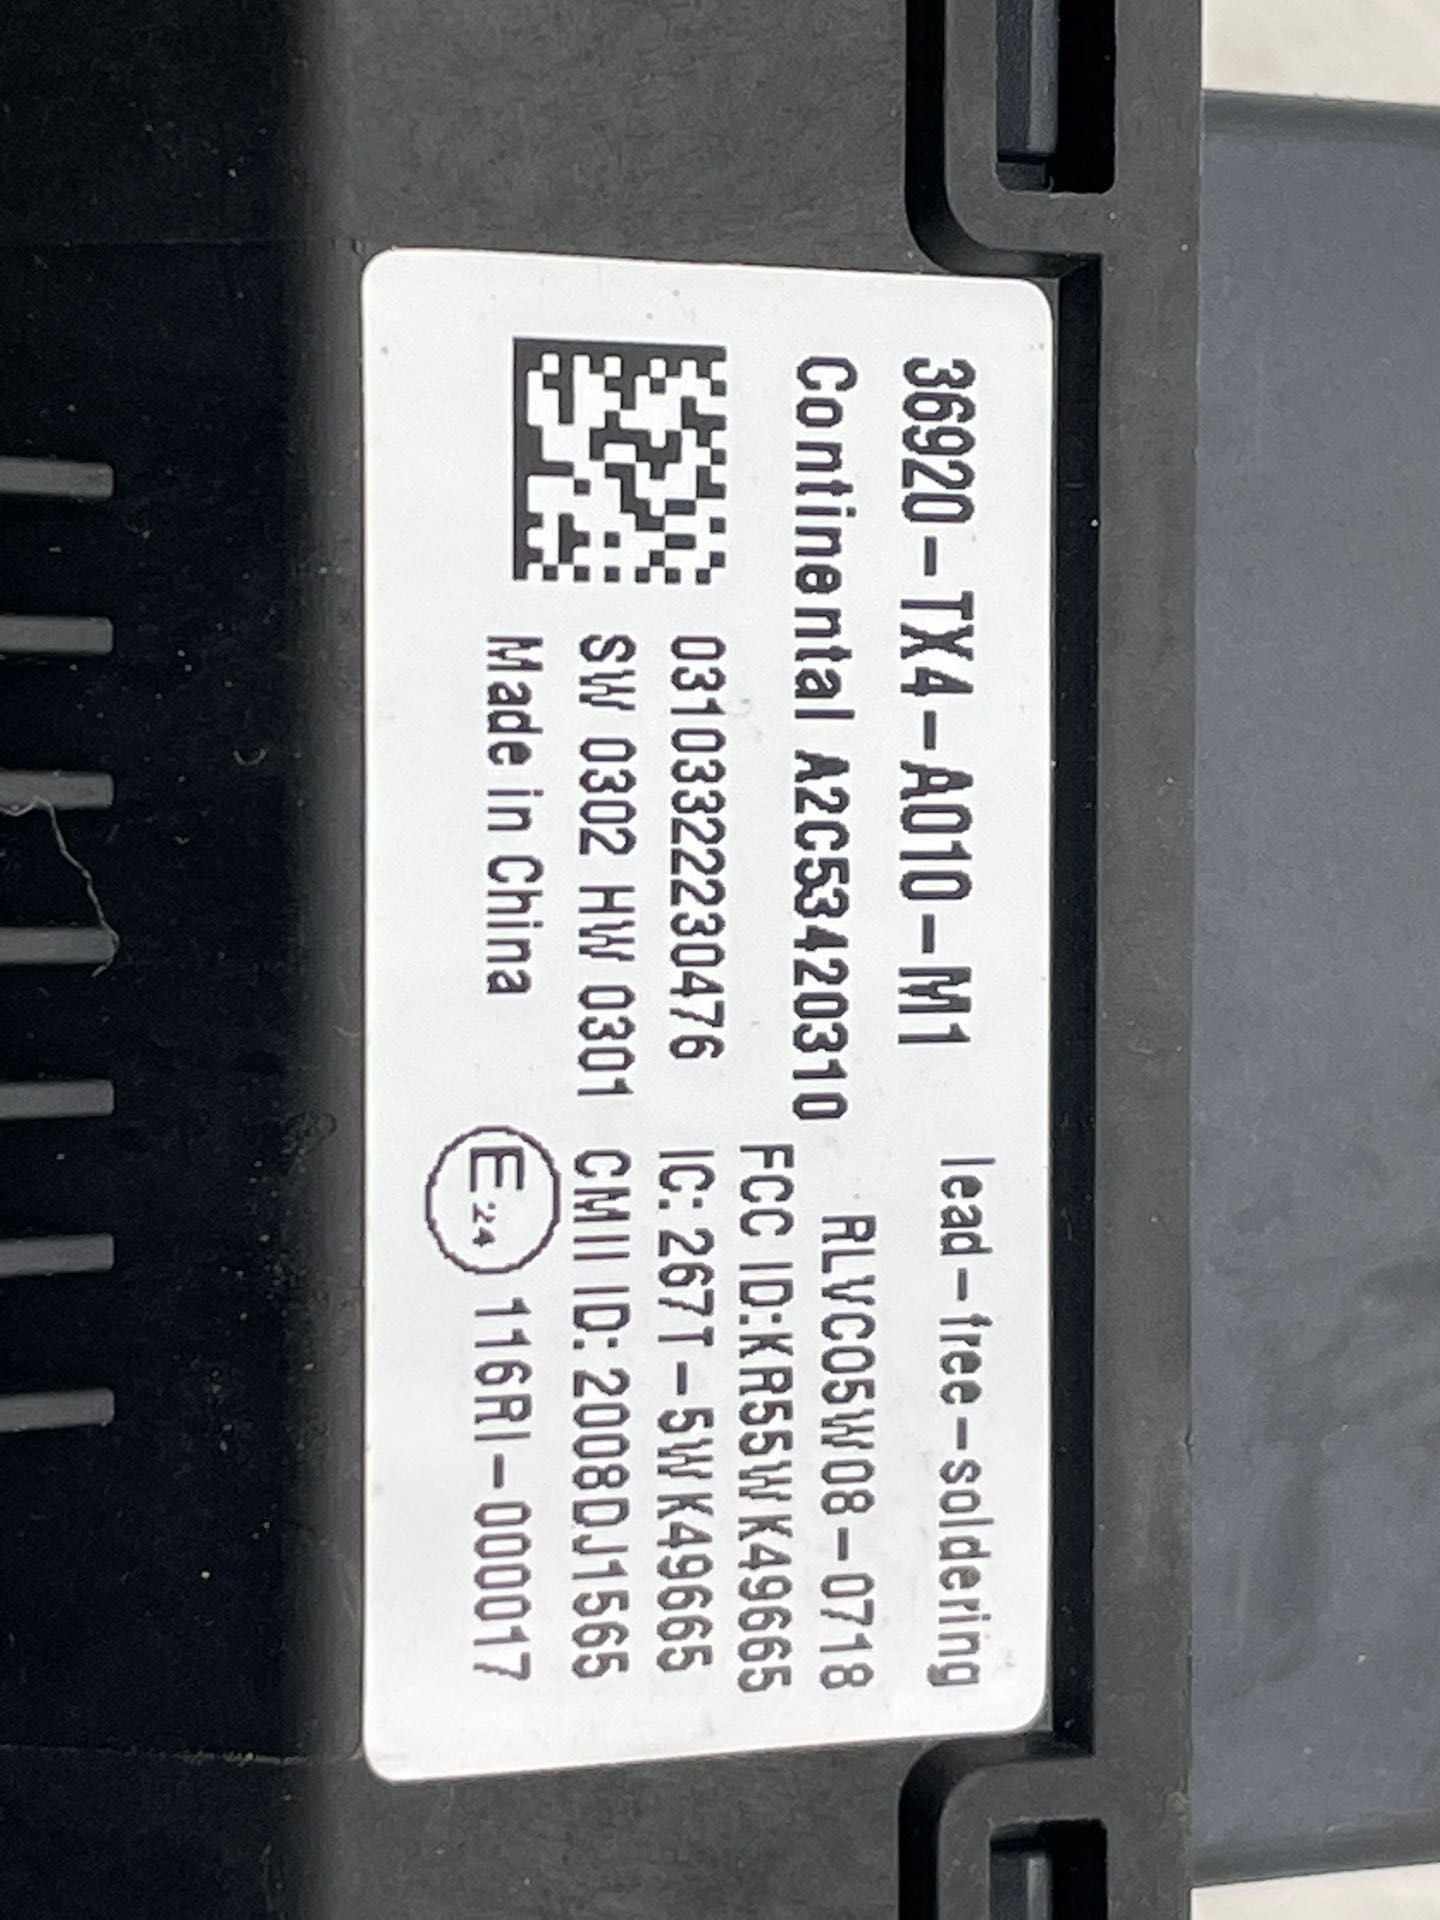 36920-TX4-A010-M1
lead-free-soldering
Continental A2C53420310
RLVC05W08-0718
FCC ID:KR55WK49665
0310332230476
IC: 267T-5WK49665
SW 0302 HW 0301
CMII ID: 2008DJ1565
Made in China
E24 116RI-000017